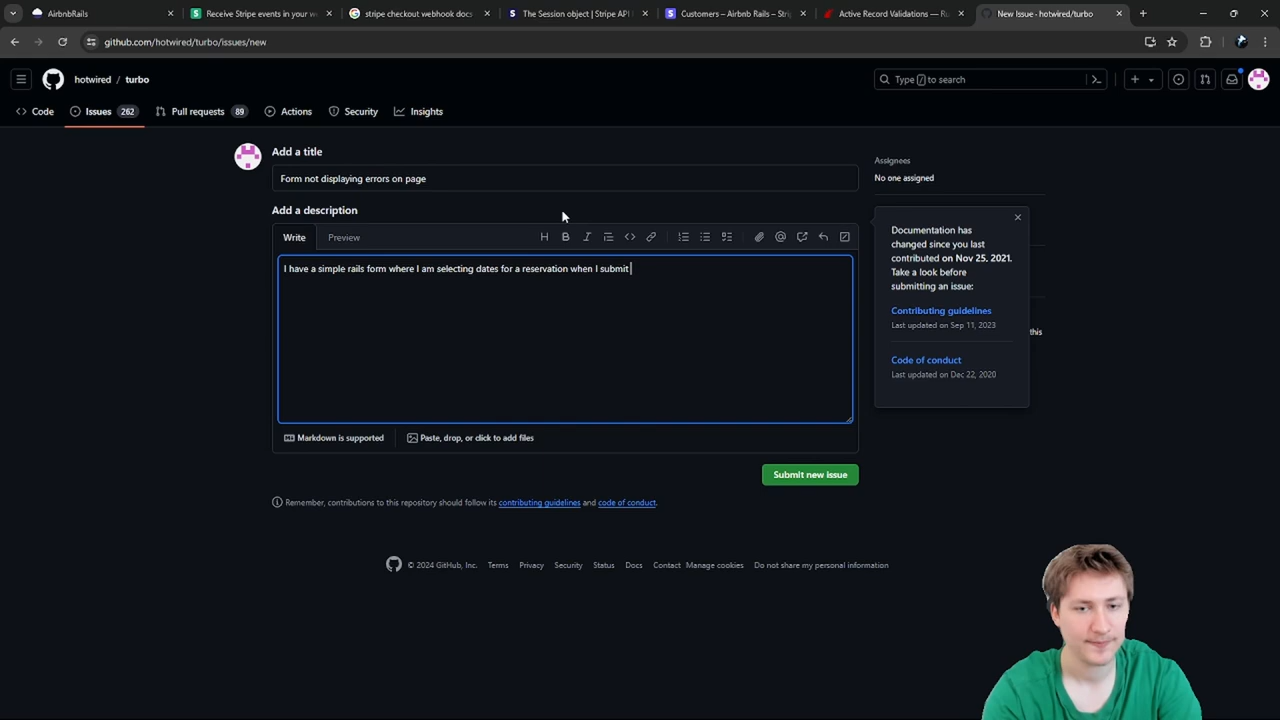 AirbnbRails
Receive Stripe events in your w
stripe checkout webhook docs
The Session object | Stripe API
Customers – Airbnb Rails – Stri
Active Record Validations — Ru
New Issue · hotwired/turbo
github.com/hotwired/turbo/issues/new
hotwired / turbo
Type / to search
Code
Issues 262
Pull requests 89
Actions
Security
Insights
Add a title
Form not displaying errors on page
Add a description
Write
Preview
I have a simple rails form where I am selecting dates for a reservation when I submit
Markdown is supported
Paste, drop, or click to add files
Submit new issue
Remember, contributions to this repository should follow its contributing guidelines and code of conduct.
Assignees
No one assigned
Documentation has
changed since you last
contributed on Nov 25, 2021.
Take a look before
submitting an issue:
Contributing guidelines
Last updated on Sep 11, 2023
Code of conduct
Last updated on Dec 22, 2020
this
© 2024 GitHub, Inc.
Terms
Privacy
Security
Status
Docs
Contact
Manage cookies
Do not share my personal information